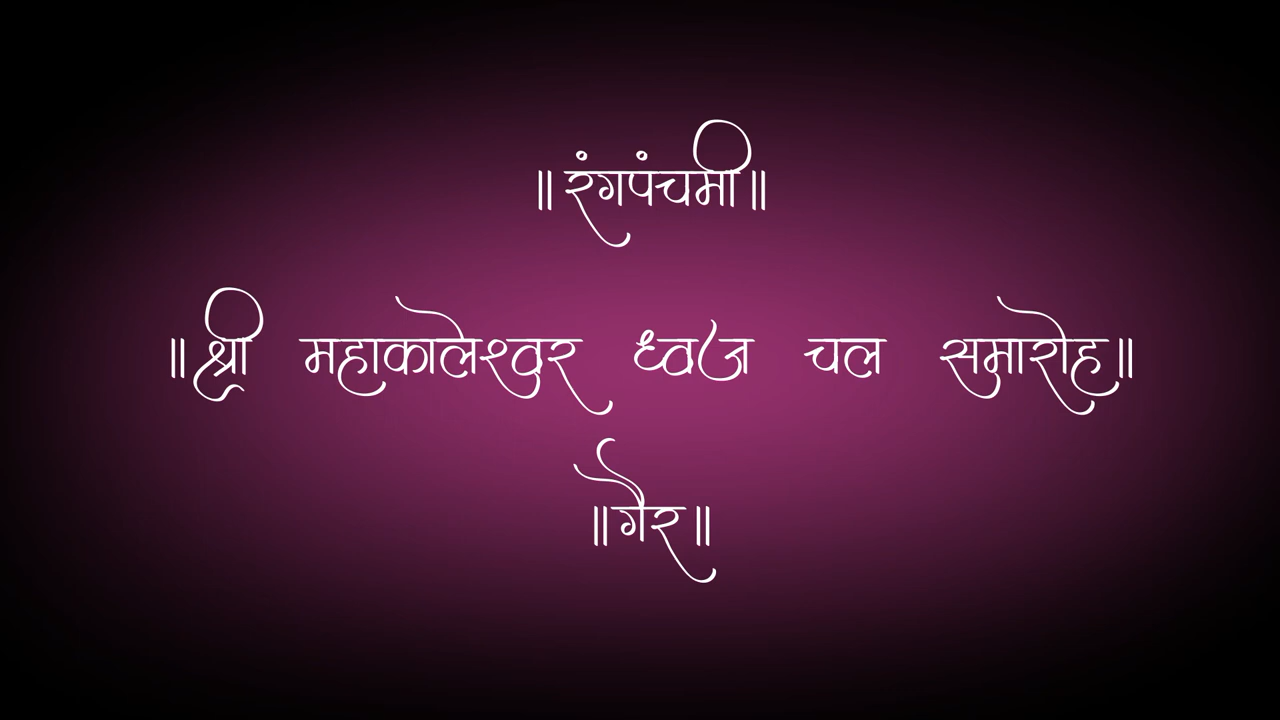 ॥ रंगपंचमी ॥
॥ श्री महाकालेश्वर ध्वज चल समारोह ॥
॥ गैर ॥